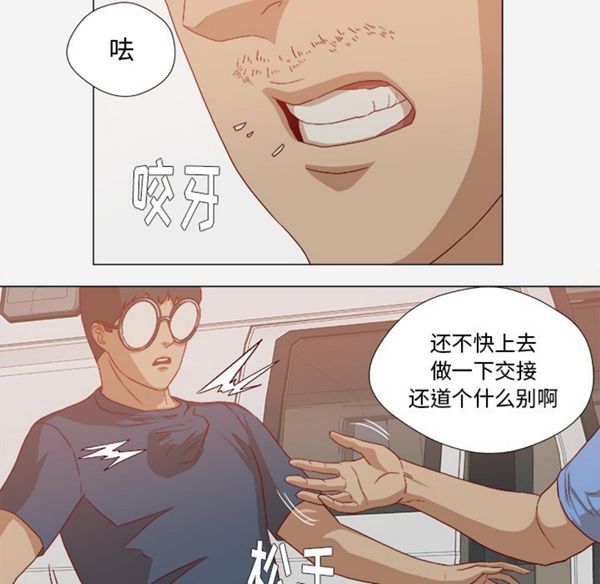 呿
咬牙
还不快上去
做一下交接
还道个什么别啊
松手